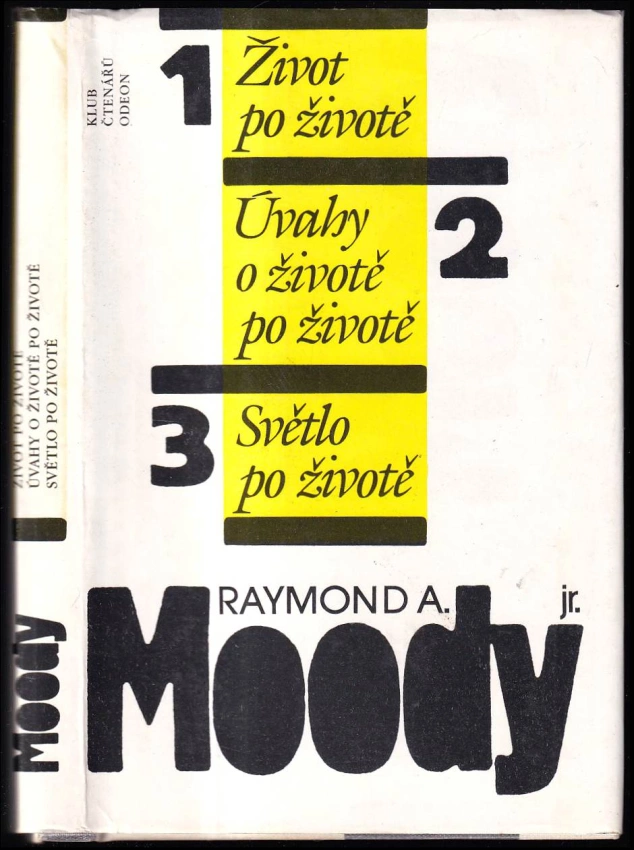 KLUB
ČTENÁŘŮ
ODEON
1
Život
po životě
2
Úvahy
o životě
po životě
3
Světlo
po životě
RAYMOND A.
jr.
Moody
ŽIVOT PO ŽIVOTĚ
ÚVAHY O ŽIVOTĚ PO ŽIVOTĚ
SVĚTLO PO ŽIVOTĚ
Moody